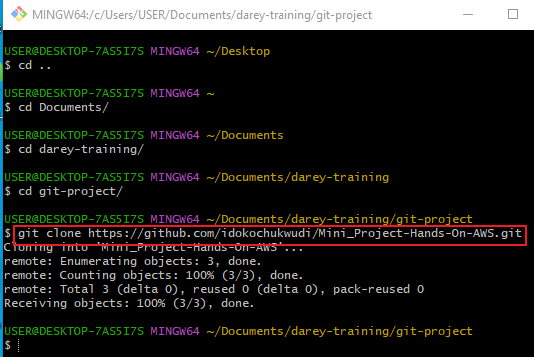 MINGW64:/c/Users/USER/Documents/darey-training/git-project
USER@DESKTOP-7AS5I7S MINGW64 ~/Desktop
$ cd ..
USER@DESKTOP-7AS5I7S MINGW64 ~
$ cd Documents/
USER@DESKTOP-7AS5I7S MINGW64 ~/Documents
$ cd darey-training/
USER@DESKTOP-7AS5I7S MINGW64 ~/Documents/darey-training
$ cd git-project/
USER@DESKTOP-7AS5I7S MINGW64 ~/Documents/darey-training/git-project
$ git clone https://github.com/idokochukwudi/Mini_Project-Hands-On-AWS.git
Cloning into 'Mini_Project-Hands-On-AWS'...
remote: Enumerating objects: 3, done.
remote: Counting objects: 100% (3/3), done.
remote: Total 3 (delta 0), reused 0 (delta 0), pack-reused 0
Receiving objects: 100% (3/3), done.
USER@DESKTOP-7AS5I7S MINGW64 ~/Documents/darey-training/git-project
$